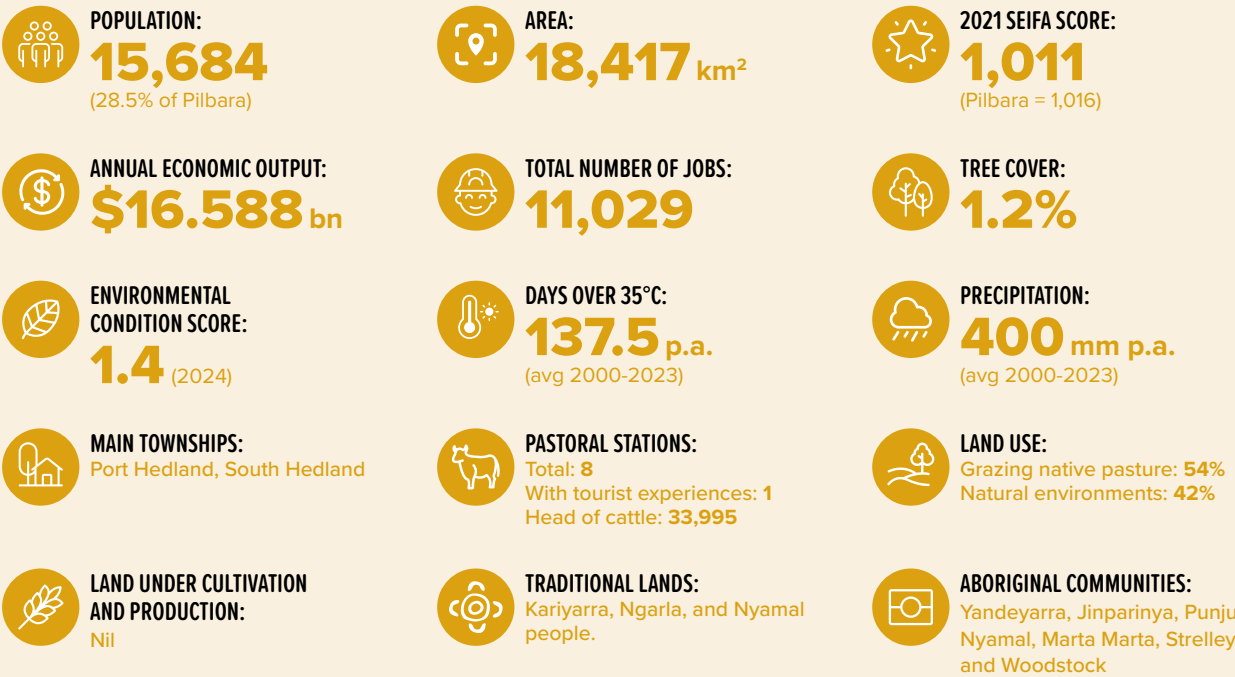 POPULATION:
15,684
(28.5% of Pilbara)
AREA:
18,417 km²
2021 SEIFA SCORE:
1,011
(Pilbara = 1,016)
ANNUAL ECONOMIC OUTPUT:
$16.588 bn
TOTAL NUMBER OF JOBS:
11,029
TREE COVER:
1.2%
ENVIRONMENTAL
CONDITION SCORE:
1.4 (2024)
DAYS OVER 35°C:
137.5 p.a.
(avg 2000-2023)
PRECIPITATION:
400 mm p.a.
(avg 2000-2023)
MAIN TOWNSHIPS:
Port Hedland, South Hedland
PASTORAL STATIONS:
Total: 8
With tourist experiences: 1
Head of cattle: 33,995
LAND USE:
Grazing native pasture: 54%
Natural environments: 42%
LAND UNDER CULTIVATION
AND PRODUCTION:
Nil
TRADITIONAL LANDS:
Kariyarra, Ngarla, and Nyamal
people.
ABORIGINAL COMMUNITIES:
Yandeyarra, Jinparinya,
Nyamal, Marta Marta, Strelley
and Woodstock